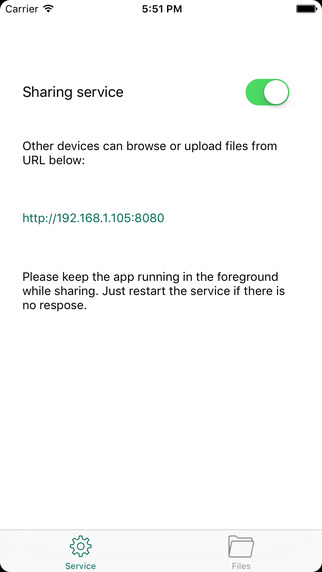 Carrier 5:51 PM
Sharing service
Other devices can browse or upload files from
URL below:
http://192.168.1.105:8080
Please keep the app running in the foreground
while sharing. Just restart the service if there is
no respose.
Service Files